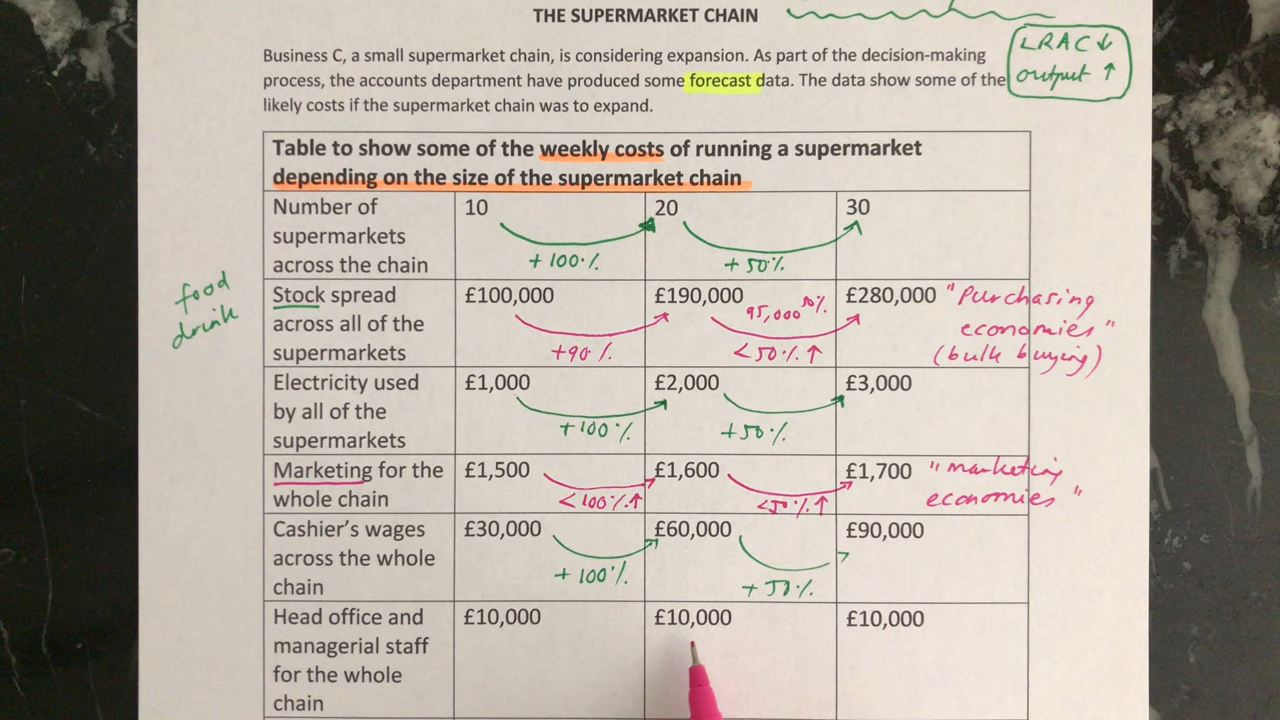 THE SUPERMARKET CHAIN
Business C, a small supermarket chain, is considering expansion. As part of the decision-making
process, the accounts department have produced some forecast data. The data show some of the
likely costs if the supermarket chain was to expand.
LRAC ↓
output ↑
Table to show some of the weekly costs of running a supermarket
depending on the size of the supermarket chain
Number of
supermarkets
across the chain
10
20
30
+100%
+50%
food
drink
Stock spread
across all of the
supermarkets
£100,000
£190,000
£280,000
+90%
95,000 50%
<50%↑
"Purchasing
economies"
(bulk buying)
Electricity used
by all of the
supermarkets
£1,000
£2,000
£3,000
+100%
+50%
Marketing for the
whole chain
£1,500
£1,600
£1,700
<100%↑
<50%↑
"marketing
economies"
Cashier's wages
across the whole
chain
£30,000
£60,000
£90,000
+100%
+50%
Head office and
managerial staff
for the whole
chain
£10,000
£10,000
£10,000